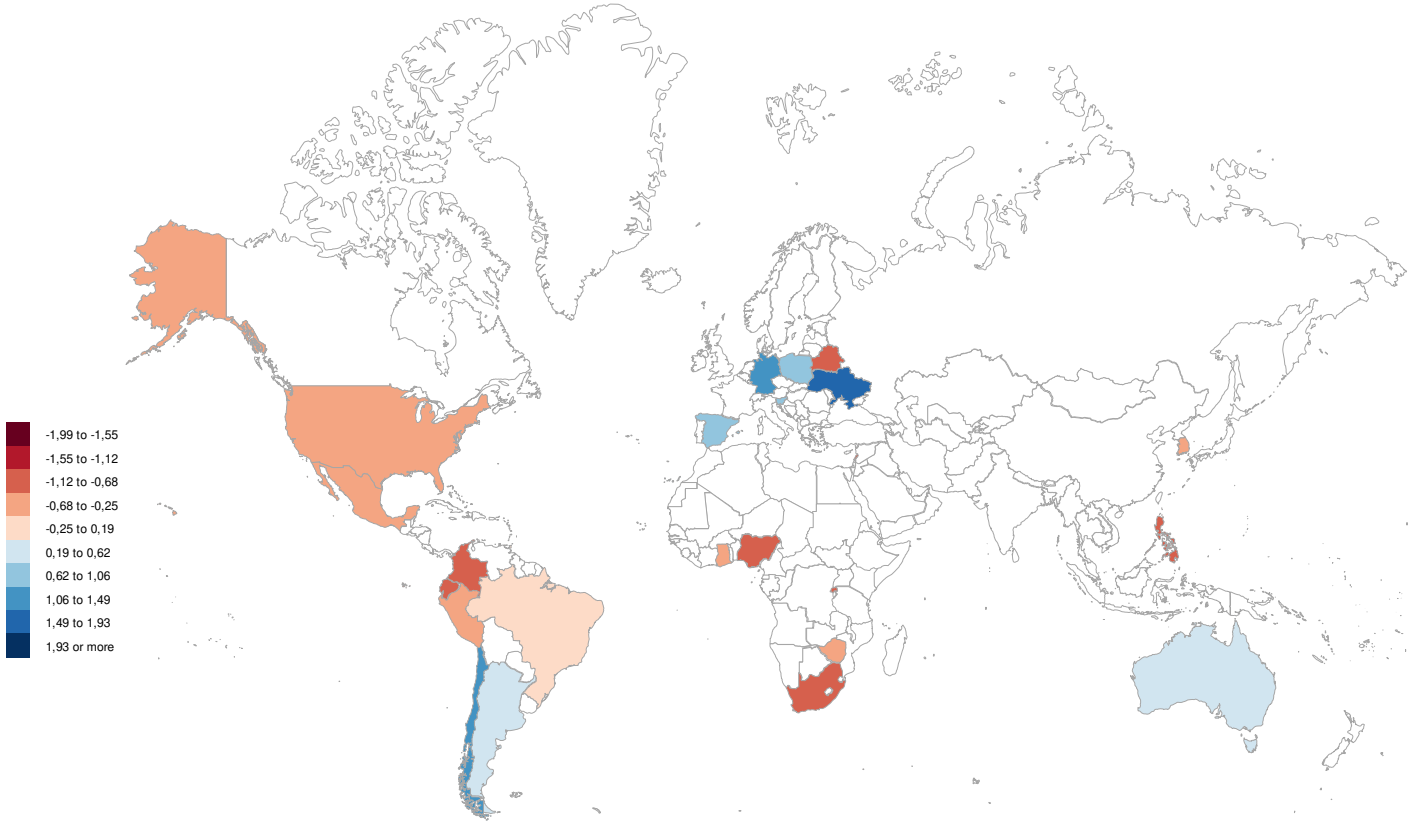 -1,99 to -1,55
-1,55 to -1,12
-1,12 to -0,68
-0,68 to -0,25
-0,25 to 0,19
0,19 to 0,62
0,62 to 1,06
1,06 to 1,49
1,49 to 1,93
1,93 or more